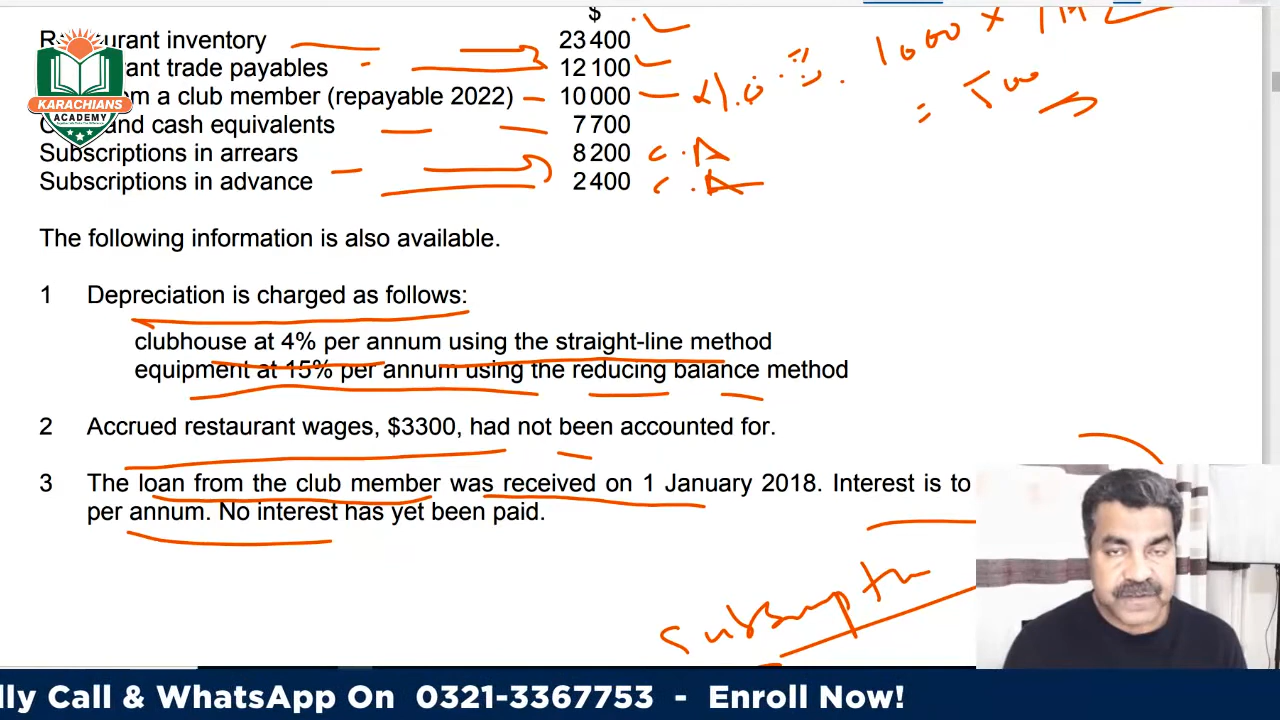 $
Restaurant inventory 23 400
rant trade payables 12 100
m a club member (repayable 2022) 10 000
and cash equivalents 7 700
Subscriptions in arrears 8 200 C.A
Subscriptions in advance 2 400 C.A
1000 ×
=
KARACHIANS
ACADEMY
The following information is also available.
1 Depreciation is charged as follows:
clubhouse at 4% per annum using the straight-line method
equipment at 15% per annum using the reducing balance method
2 Accrued restaurant wages, $3300, had not been accounted for.
3 The loan from the club member was received on 1 January 2018. Interest is to
per annum. No interest has yet been paid.
lly Call & WhatsApp On 0321-3367753 - Enroll Now!